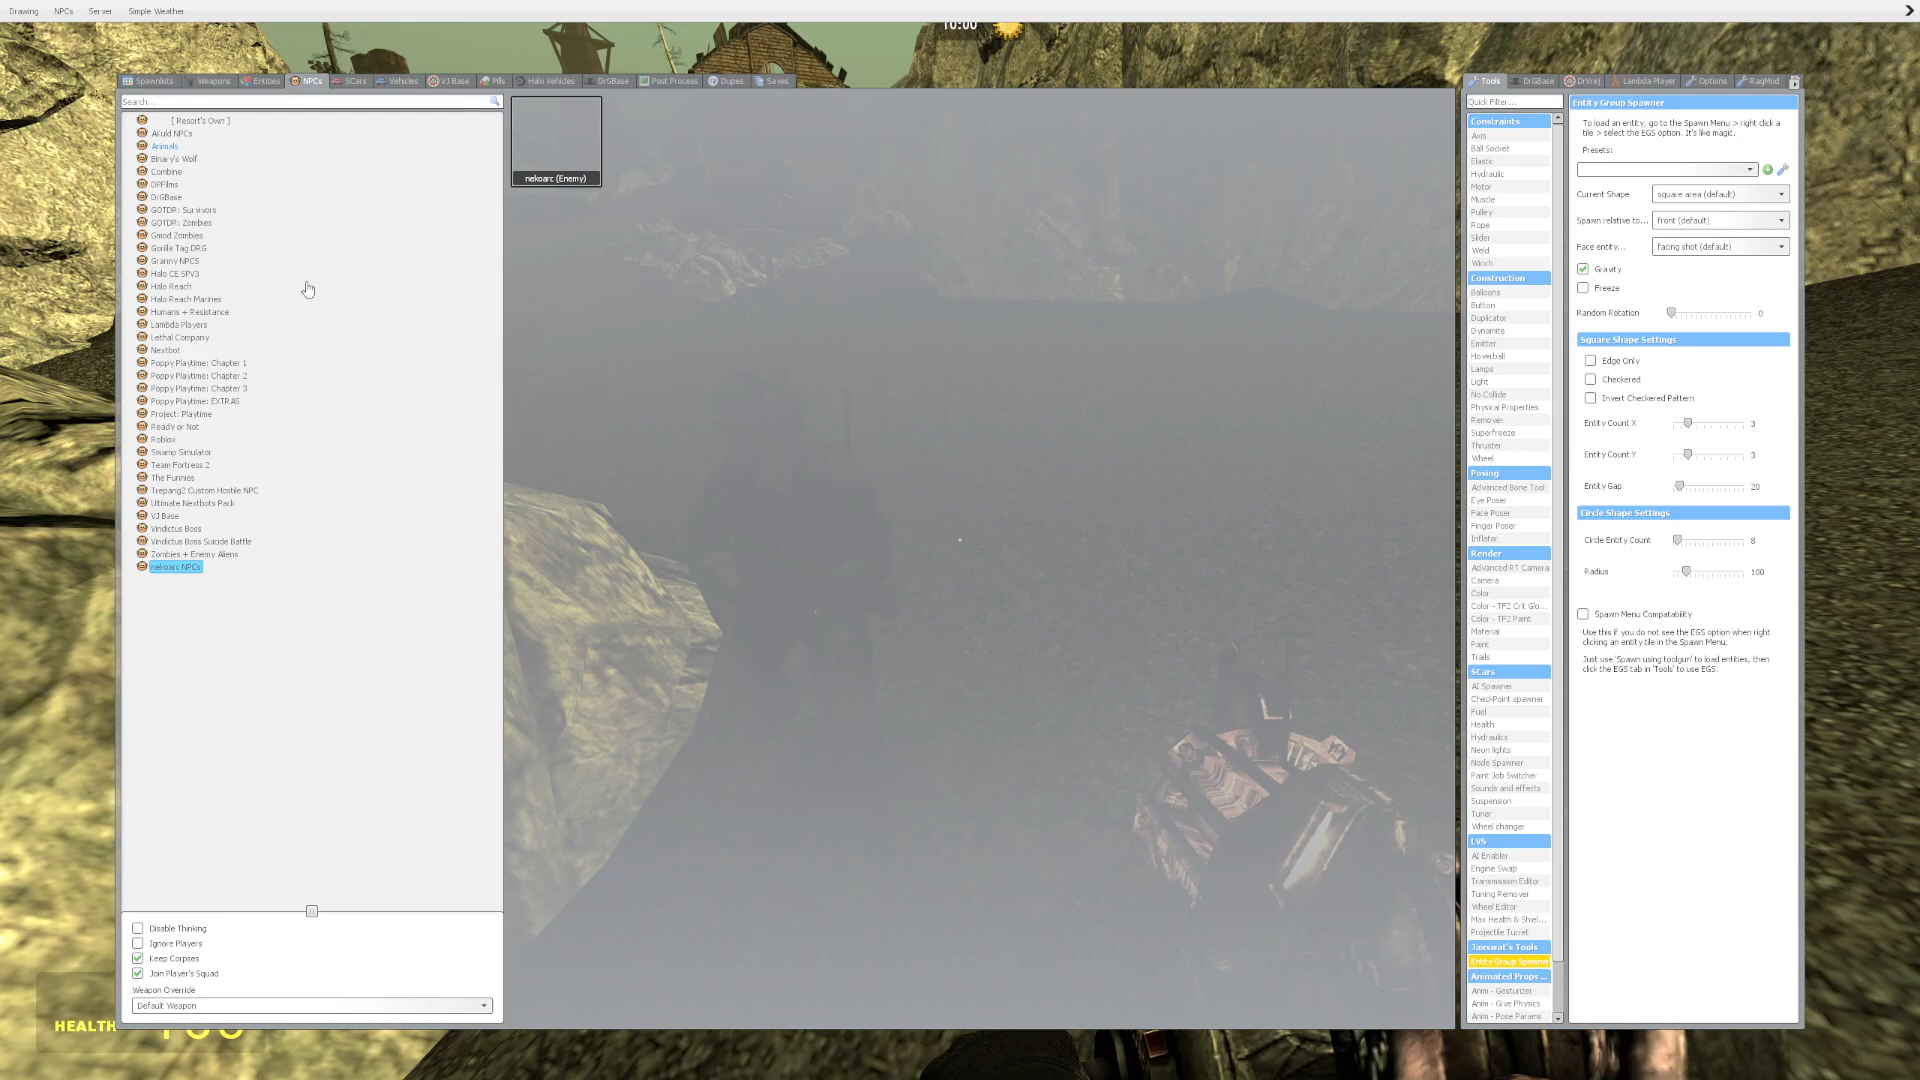 Drawing NPCs Server Simple Weather
10:00
Spawnlists Weapons Entities NPCs SCars Vehicles VJ Base Pills Halo Vehicles DrGBase Post Process Dupes Saves
Search...
[ Resort's Own ]
Aluld NPCs
Animals
Binary's Wolf
Combine
DPFilms
DrGBase
GOTDR: Survivors
GOTDR: Zombies
Gmod Zombies
Gorilla Tag DRG
Granny NPCS
Halo CE SPV3
Halo Reach
Halo Reach Marines
Humans + Resistance
Lambda Players
Lethal Company
Nextbot
Poppy Playtime: Chapter 1
Poppy Playtime: Chapter 2
Poppy Playtime: Chapter 3
Poppy Playtime: EXTRAS
Project: Playtime
Ready or Not
Roblox
Swamp Simulator
Team Fortress 2
The Funnies
Trepang2 Custom Hostile NPC
Ultimate Nextbots Pack
VJ Base
Vindictus Boss
Vindictus Boss Suicide Battle
Zombies + Enemy Aliens
nekoarc NPCs
Disable Thinking
Ignore Players
Keep Corpses
Join Player's Squad
Weapon Override
Default Weapon
HEALTH
nekoarc (Enemy)
Tools DrGBase DrVrej Lambda Player Options RagMod
Quick Filter...
Constraints
Axis
Ball Socket
Elastic
Hydraulic
Motor
Muscle
Pulley
Rope
Slider
Weld
Winch
Construction
Balloons
Button
Duplicator
Dynamite
Emitter
Hoverball
Lamps
Light
No Collide
Physical Properties
Remover
Superfreeze
Thruster
Wheel
Posing
Advanced Bone Tool
Eye Poser
Face Poser
Finger Poser
Inflator
Render
Advanced RT Camera
Camera
Color
Color - TF2 Crit Glo...
Color - TF2 Paint
Material
Paint
Trails
SCars
AI Spawner
CheckPoint spawner
Fuel
Health
Hydraulics
Neon lights
Node Spawner
Paint Job Switcher
Sounds and effects
Suspension
Tuner
Wheel changer
LVS
AI Enabler
Engine Swap
Transmission Editor
Tuning Remover
Wheel Editor
Max Health & Shiel...
Projectile Turret
Jaxswat's Tools
Entity Group Spawner
Animated Props ...
Anim - Gesturizer
Anim - Give Physics
Anim - Pose Params
Entity Group Spawner
To load an entity, go to the Spawn Menu > right click a
tile > select the EGS option. It's like magic.
Presets:
Current Shape square area (default)
Spawn relative to... front (default)
Face entity... facing shot (default)
Gravity
Freeze
Random Rotation 0
Square Shape Settings
Edge Only
Checkered
Invert Checkered Pattern
Entity Count X 3
Entity Count Y 3
Entity Gap 20
Circle Shape Settings
Circle Entity Count 8
Radius 100
Spawn Menu Compatability
Use this if you do not see the EGS option when right
clicking an entity tile in the Spawn Menu.
Just use 'Spawn using toolgun' to load entities, then
click the EGS tab in 'Tools' to use EGS.